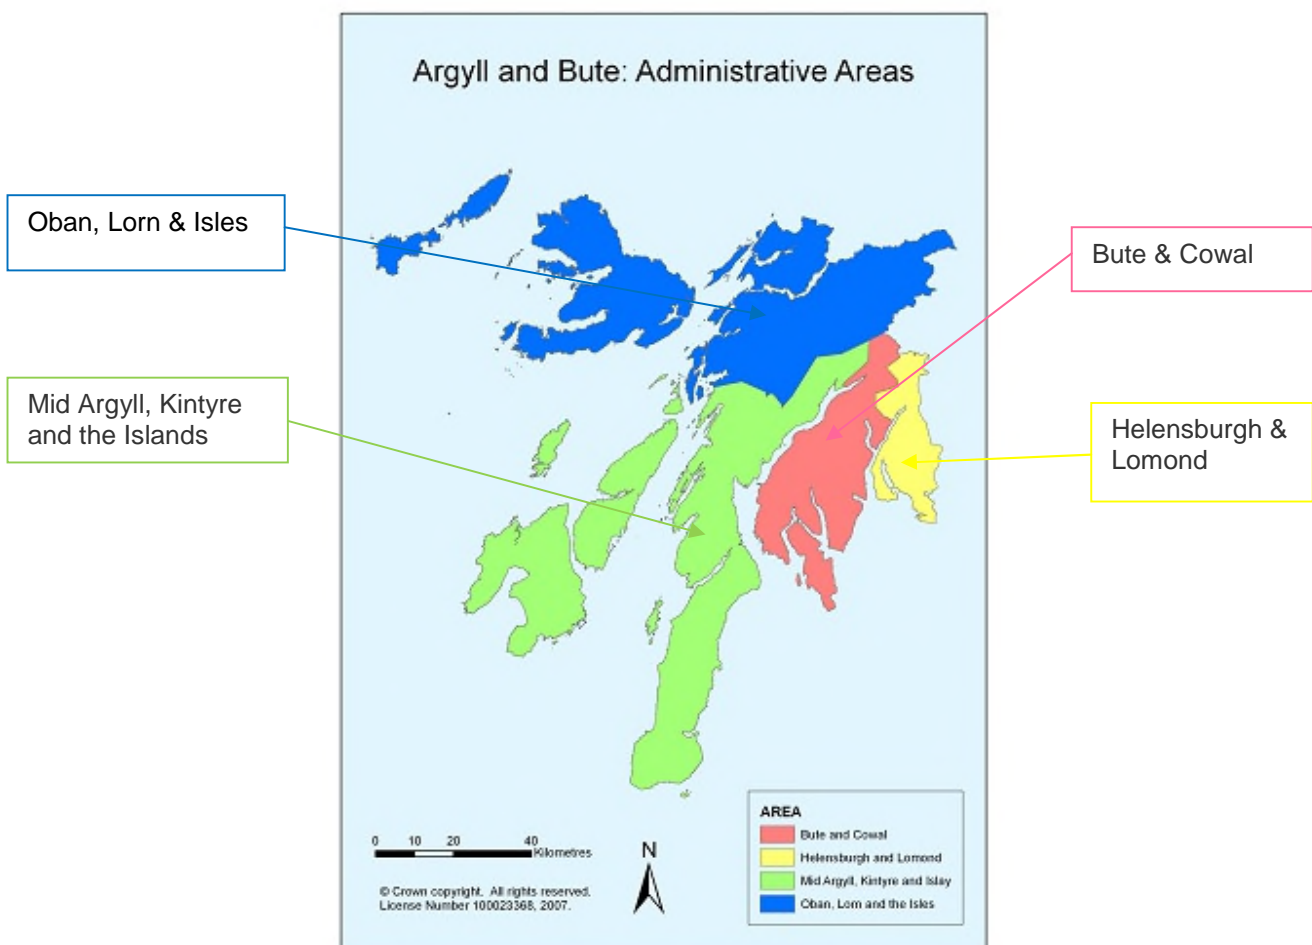 Argyll and Bute: Administrative Areas
Oban, Lorn & Isles
Bute & Cowal
Mid Argyll, Kintyre
and the Islands
Helensburgh &
Lomond
AREA
Bute and Cowal
Helensburgh and Lomond
Mid Argyll, Kintyre and Islay
Oban, Lorn and the Isles
0 10 20 40
Kilometres
N
© Crown copyright. All rights reserved.
License Number 100023368, 2007.